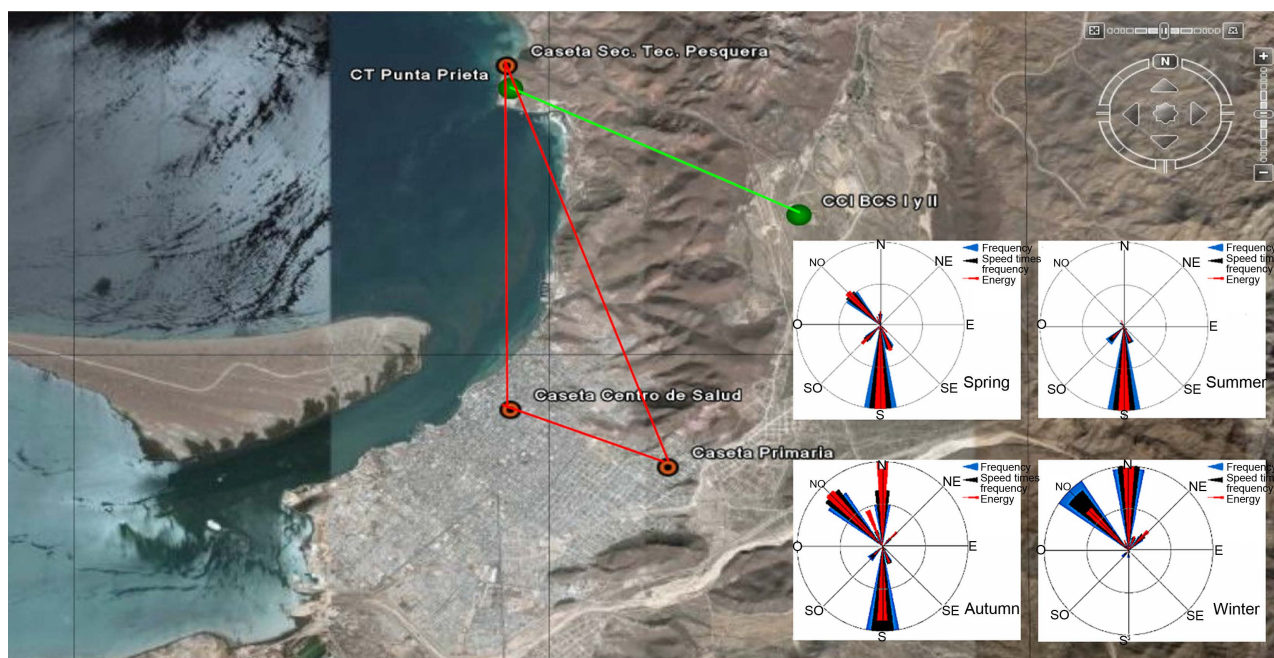 Caseta Sec. Tec. Pesquera
CT Punta Prieta
N
CCI BCS I y II
Caseta Centro de Salud
Caseta Primaria
N
NO
NE
O
E
SO
SE
S
Frequency
Speed times
frequency
Energy
Spring
N
NO
NE
O
E
SO
SE
S
Frequency
Speed tim
frequency
Energy
Summer
N
NO
NE
O
E
SO
SE
S
Frequency
Speed times
frequency
Energy
Autumn
N
NO
NE
O
E
SO
SE
S
Frequency
Speed tim
frequency
Energy
Winter